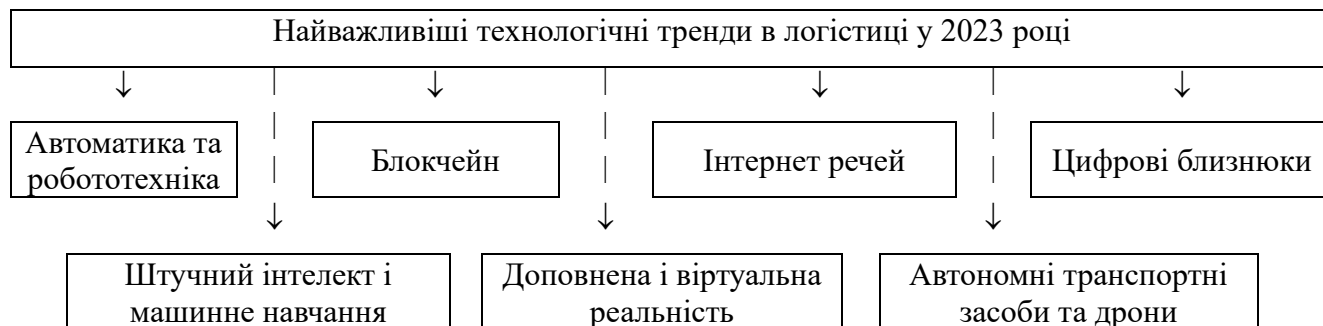 Найважливіші технологічні тренди в логістиці у 2023 році
Автоматика та
робототехніка
Блокчейн
Інтернет речей
Цифрові близнюки
Штучний інтелект і
машинне навчання
Доповнена і віртуальна
реальність
Автономні транспортні
засоби та дрони